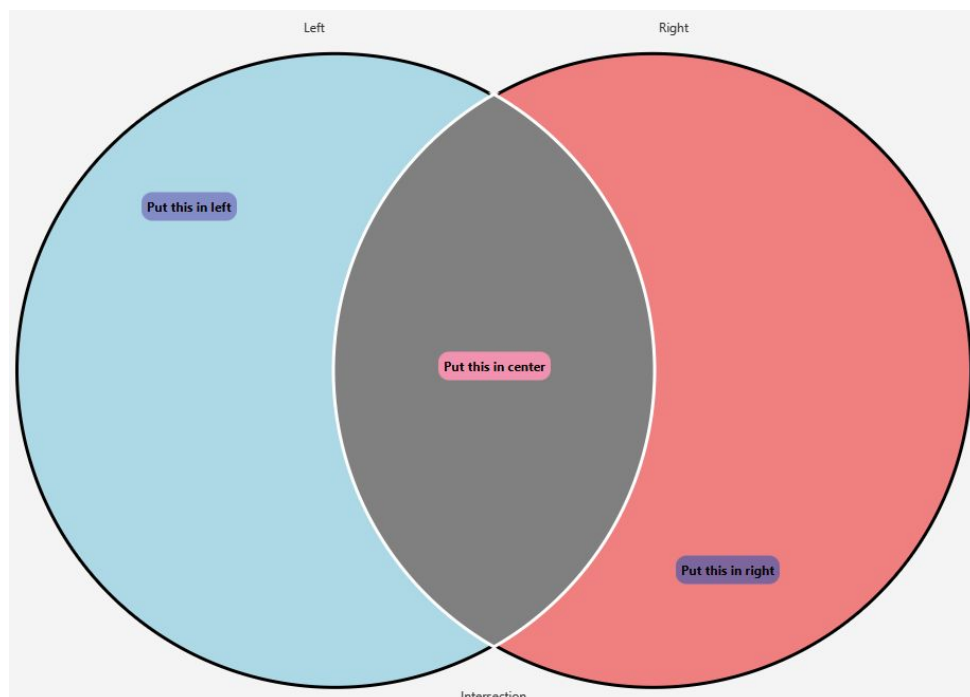 Left
Right
Put this in left
Put this in center
Put this in right
Intersection